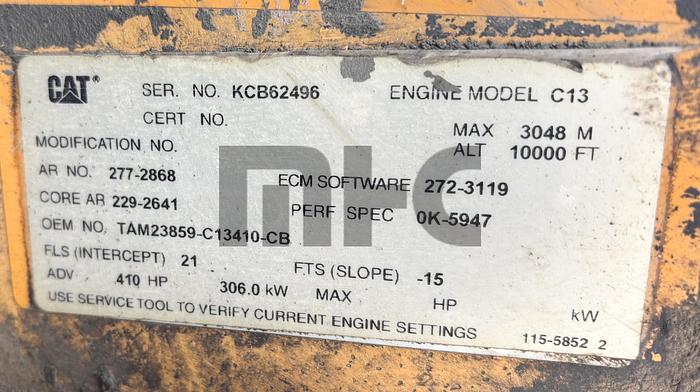 CAT® SER. NO. KCB62496 ENGINE MODEL C13
CERT NO. MAX 3048 M
MODIFICATION NO. ALT 10000 FT
AR NO. 277-2868 ECM SOFTWARE 272-3119
CORE AR 229-2641 PERF SPEC 0K-5947
OEM NO. TAM23859-C13410-CB
FLS (INTERCEPT) 21 FTS (SLOPE) -15
ADV 410 HP 306.0 kW MAX HP kW
USE SERVICE TOOL TO VERIFY CURRENT ENGINE SETTINGS 115-5852 2